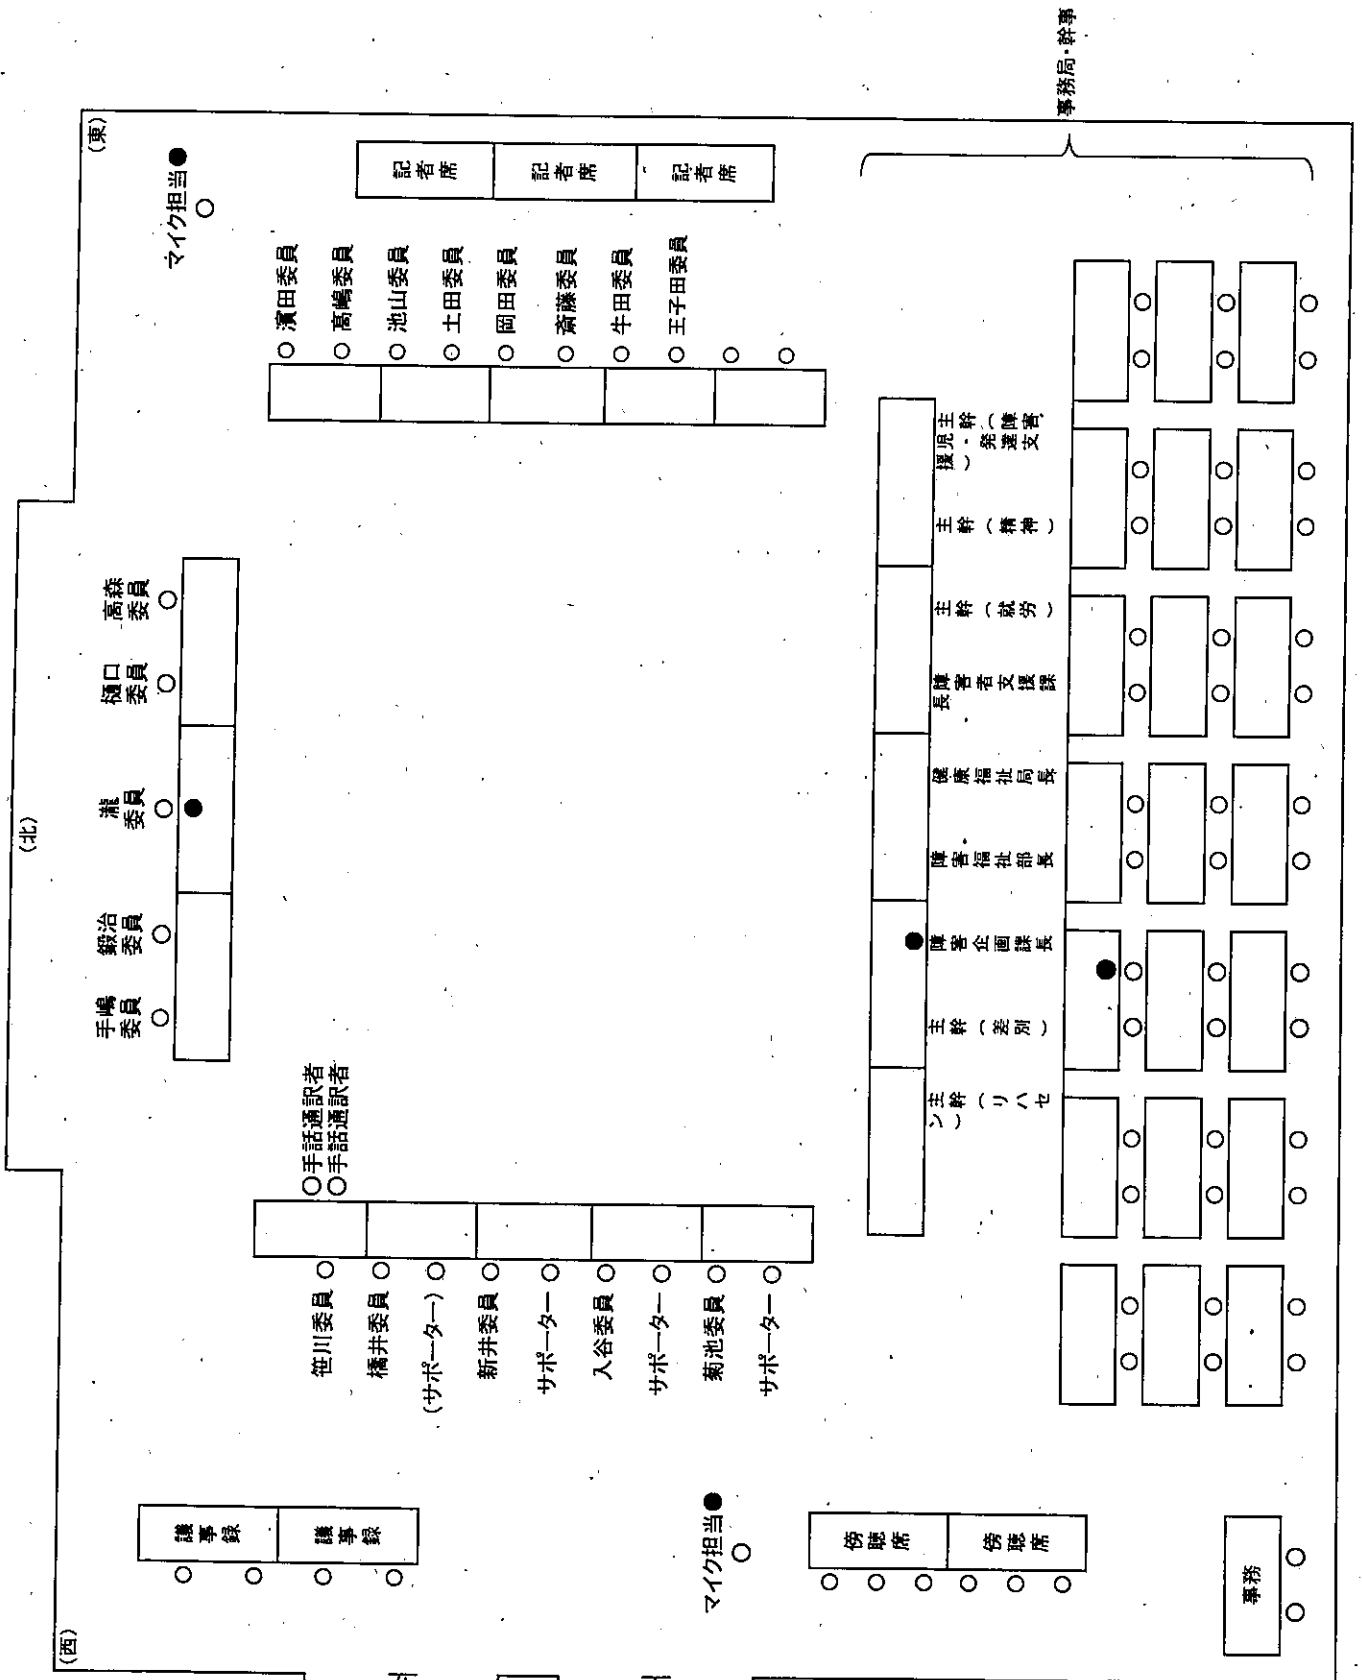 (北)
(東)
(西)
マイク担当
高森
委員
樋口
委員
瀧
委員
鍛治
委員
手嶋
委員
記者席
記者席
記者席
濱田委員
高嶋委員
池山委員
土田委員
岡田委員
斎藤委員
牛田委員
王子田委員
手話通訳者
手話通訳者
笹川委員
橋井委員
(サポーター)
新井委員
サポーター
入谷委員
サポーター
菊池委員
サポーター
主幹(障害
児・発達支
援)
主幹(精神)
主幹(就労)
障害者支援課
長
健康福祉局長
障害福祉部長
障害企画課長
主幹(差別)
主幹(リハセ
ン)
事務局・幹事
議事録
議事録
マイク担当
傍聴席
傍聴席
事務